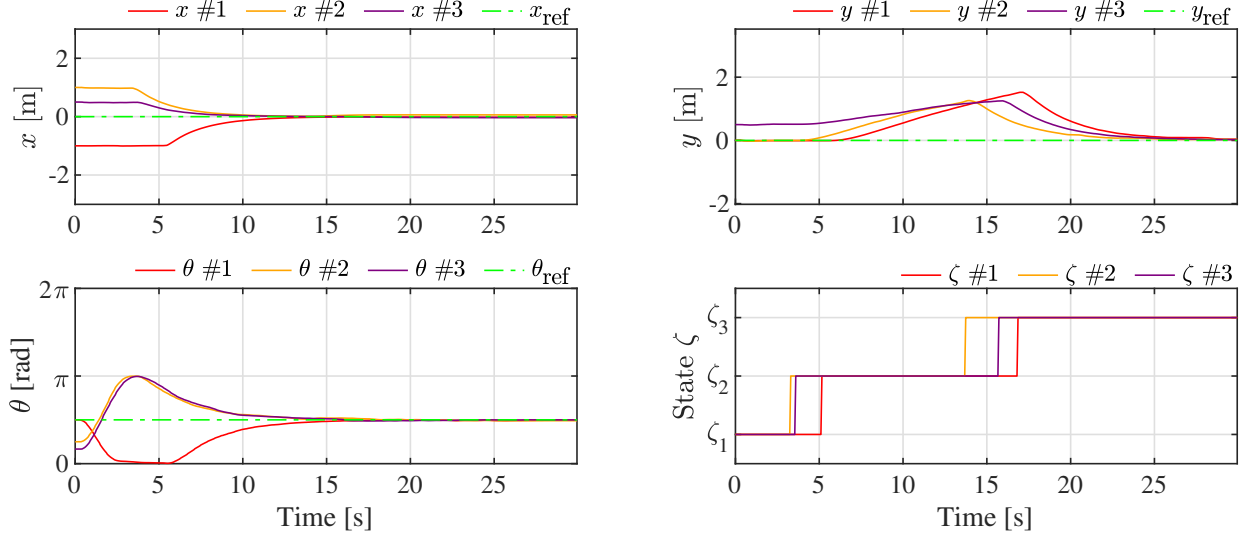 x #1 x #2 x #3 x_ref
x [m]
2
0
-2
0 5 10 15 20 25
y #1 y #2 y #3 y_ref
y [m]
2
0
-2
0 5 10 15 20 25
θ #1 θ #2 θ #3 θ_ref
θ [rad]
2π
π
0
0 5 10 15 20 25
Time [s]
ζ #1 ζ #2 ζ #3
State ζ
ζ_3
ζ_2
ζ_1
0 5 10 15 20 25
Time [s]